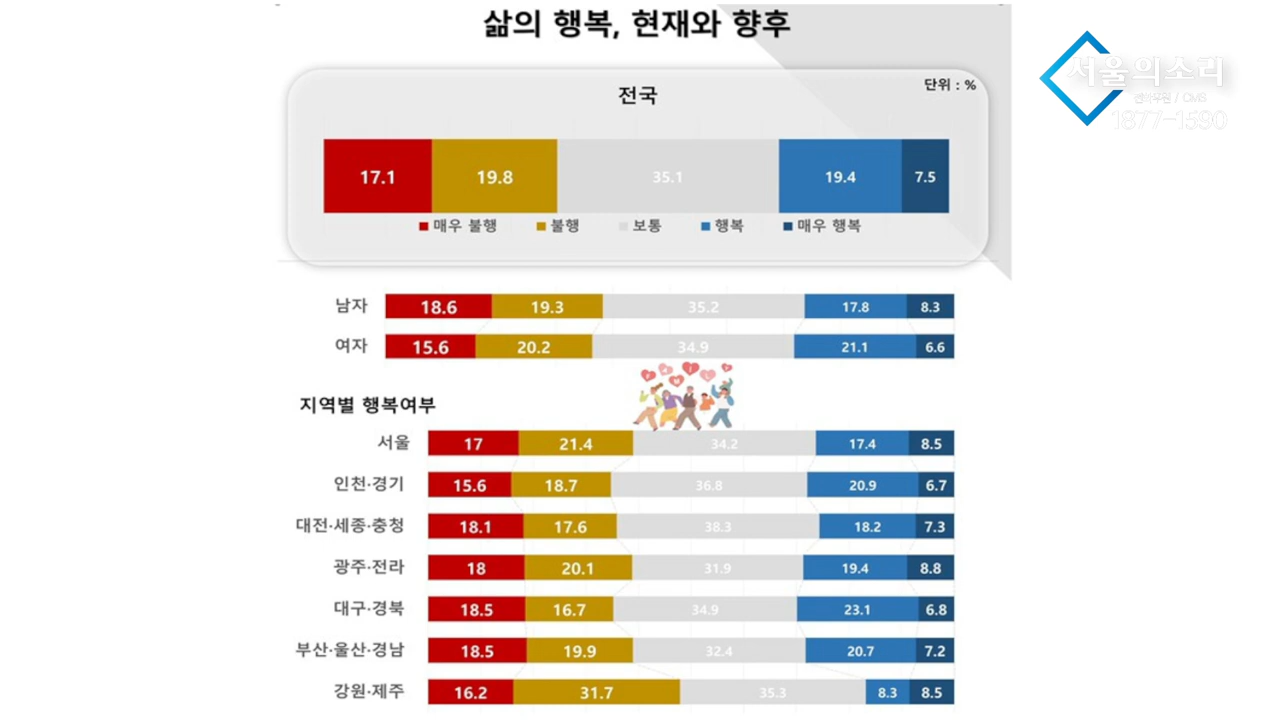 삶의 행복, 현재와 향후
서울의소리
1877-1590
전국
단위 : %
17.1 19.8 35.1 19.4 7.5
매우 불행 불행 보통 행복 매우 행복
남자 18.6 19.3 35.2 17.8 8.3
여자 15.6 20.2 34.9 21.1 6.6
지역별 행복여부
서울 17 21.4 34.2 17.4 8.5
인천·경기 15.6 18.7 36.8 20.9 6.7
대전·세종·충청 18.1 17.6 38.3 18.2 7.3
광주·전라 18 20.1 31.9 19.4 8.8
대구·경북 18.5 16.7 34.9 23.1 6.8
부산·울산·경남 18.5 19.9 32.4 20.7 7.2
강원·제주 16.2 31.7 35.3 8.3 8.5